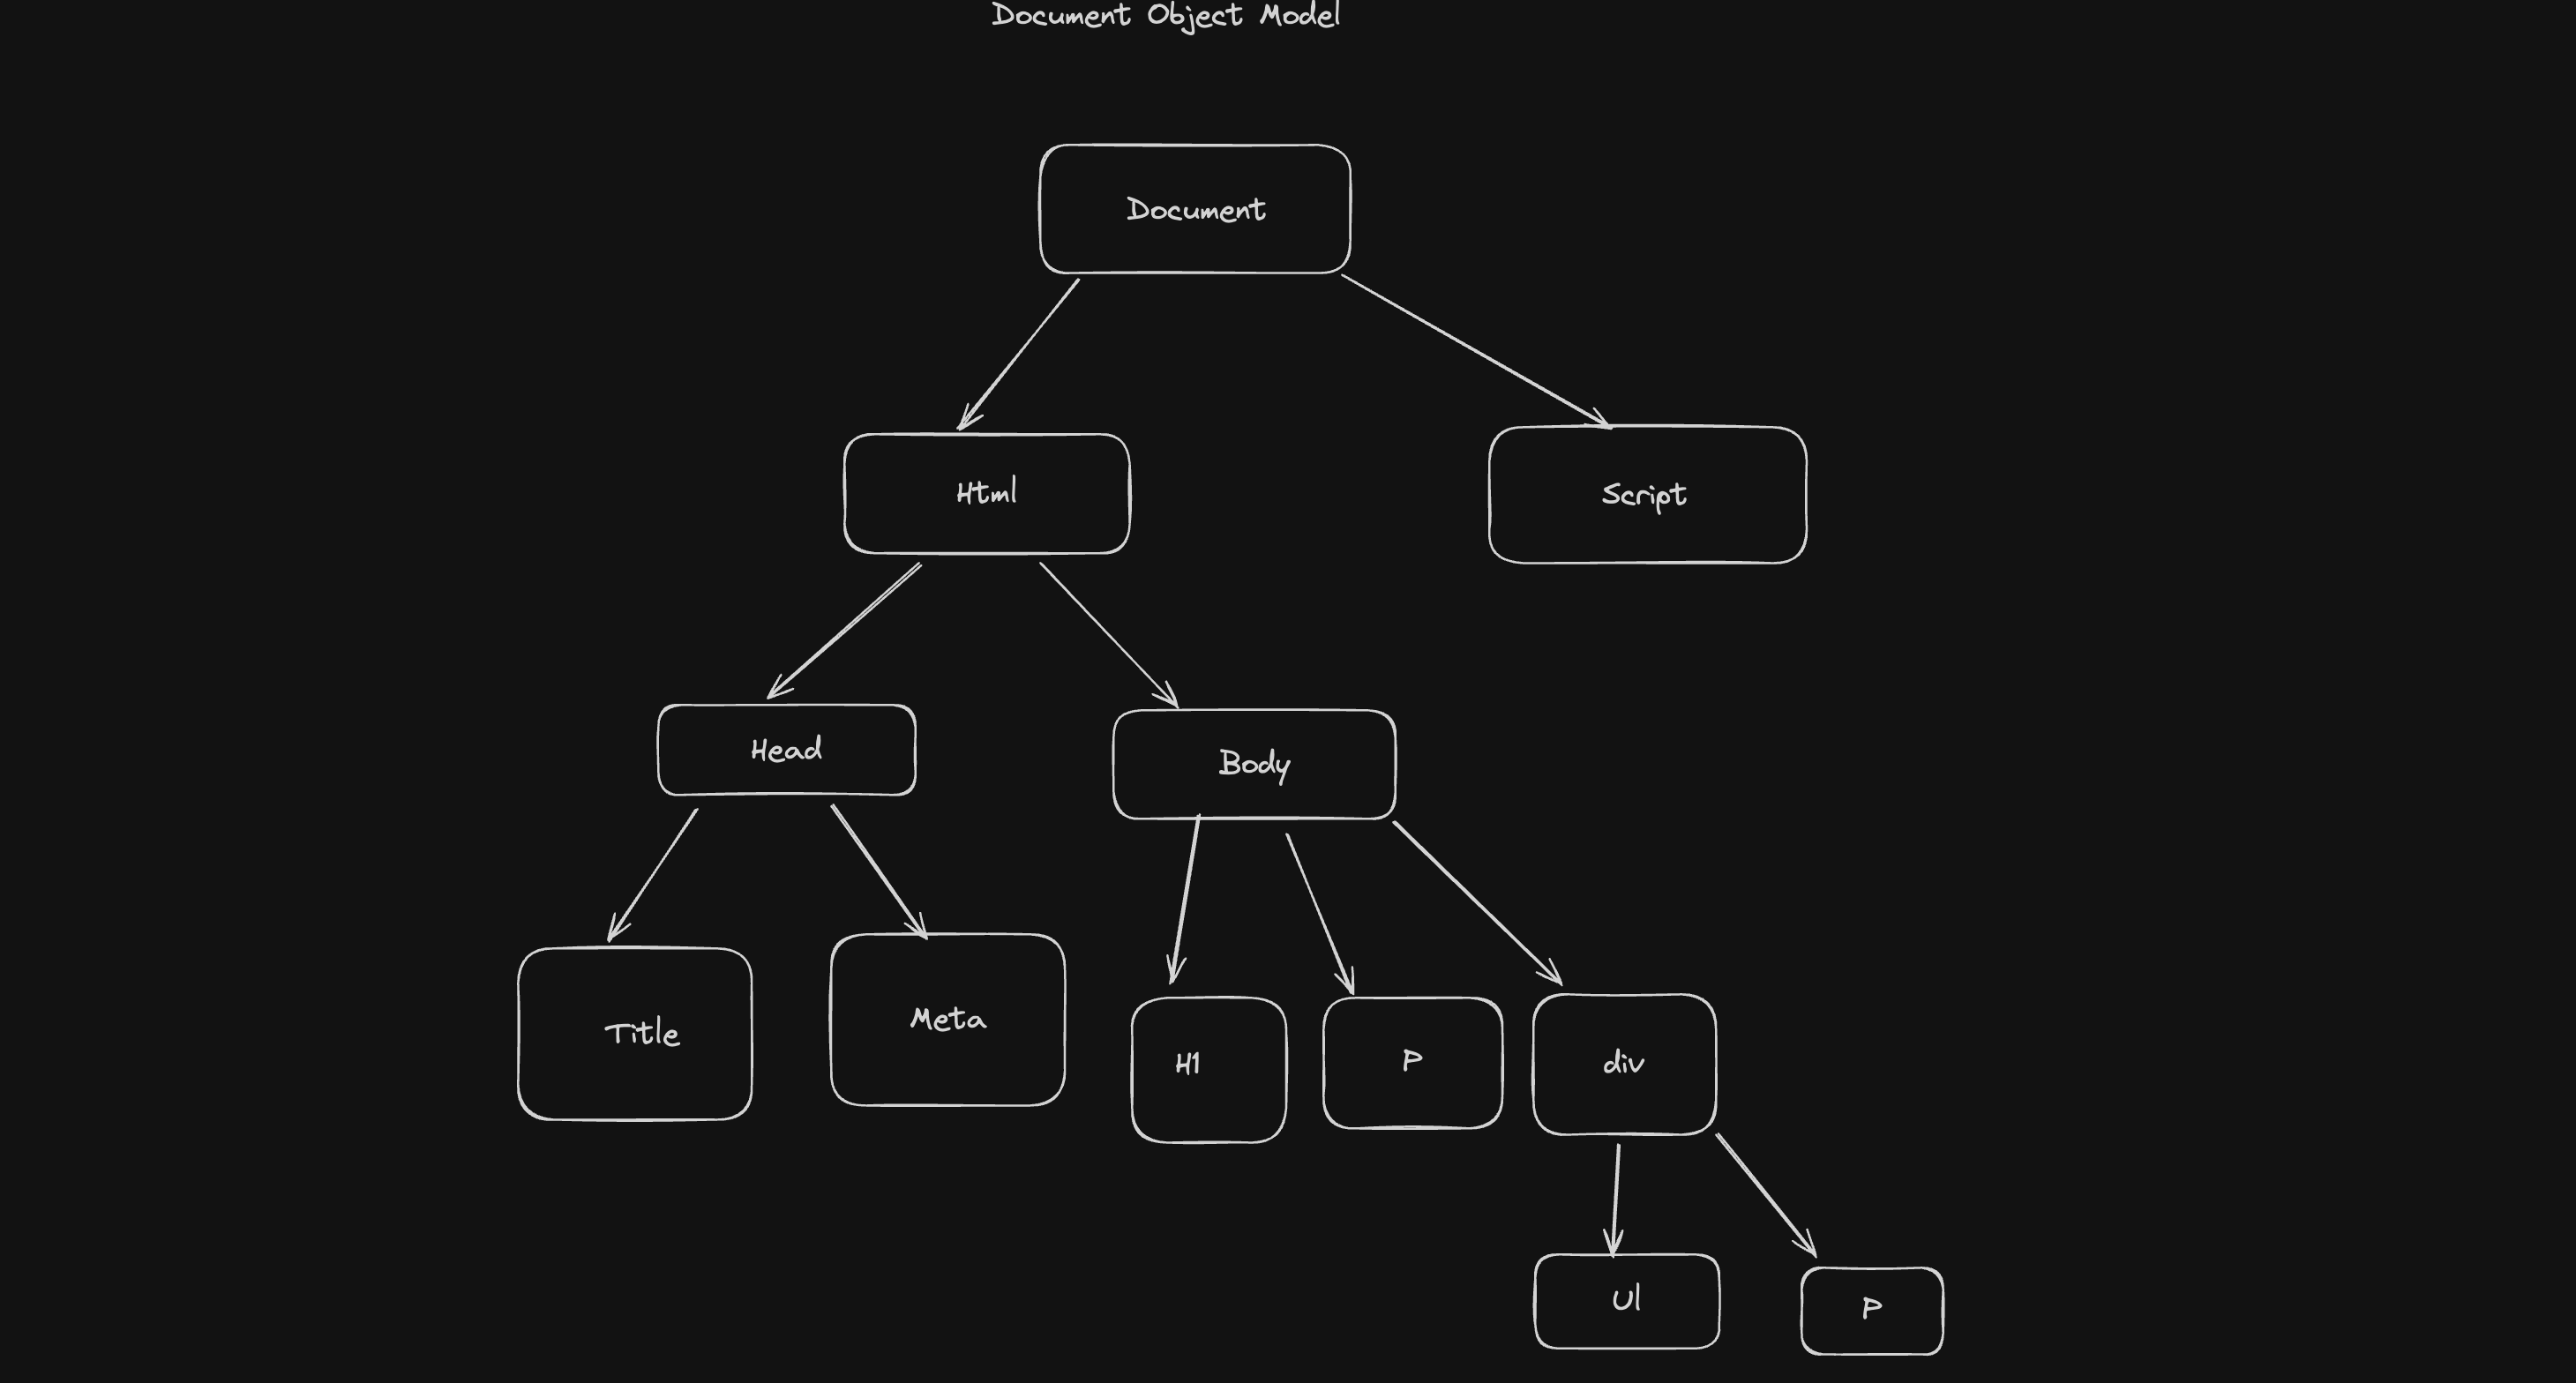 Document Object Model
Document
Html
Script
Head
Body
Title
Meta
H1
P
div
Ul
P